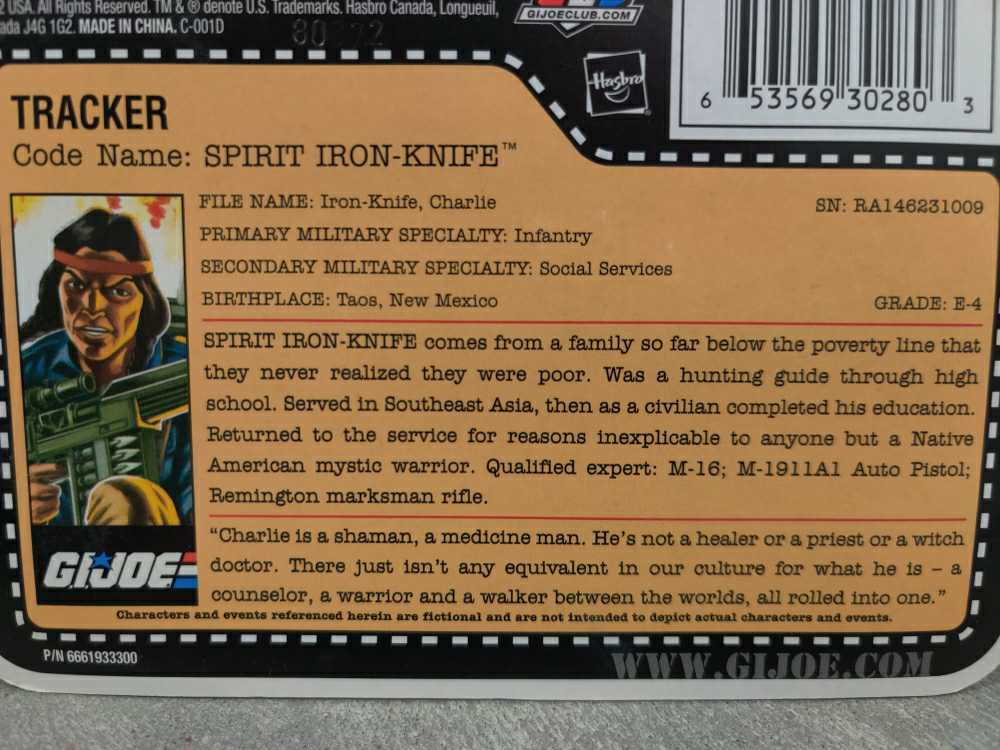 USA. All Rights Reserved. TM & ® denote U.S. Trademarks. Hasbro Canada, Longueuil,
J4G 1G2. MADE IN CHINA. C-001D
GIJOECLUB.COM
Hasbro
6 53569 30280 3
TRACKER
Code Name: SPIRIT IRON-KNIFE™
FILE NAME: Iron-Knife, Charlie
SN: RA146231009
PRIMARY MILITARY SPECIALTY: Infantry
SECONDARY MILITARY SPECIALTY: Social Services
BIRTHPLACE: Taos, New Mexico
GRADE: E-4
SPIRIT IRON-KNIFE comes from a family so far below the poverty line that
they never realized they were poor. Was a hunting guide through high
school. Served in Southeast Asia, then as a civilian completed his education.
Returned to the service for reasons inexplicable to anyone but a Native
American mystic warrior. Qualified expert: M-16; M-1911A1 Auto Pistol;
Remington marksman rifle.
"Charlie is a shaman, a medicine man. He's not a healer or a priest or a witch
doctor. There just isn't any equivalent in our culture for what he is – a
counselor, a warrior and a walker between the worlds, all rolled into one."
GI JOE
Characters and events referenced herein are fictional and are not intended to depict actual characters and events.
P/N 6661933300
WWW.GIJOE.COM